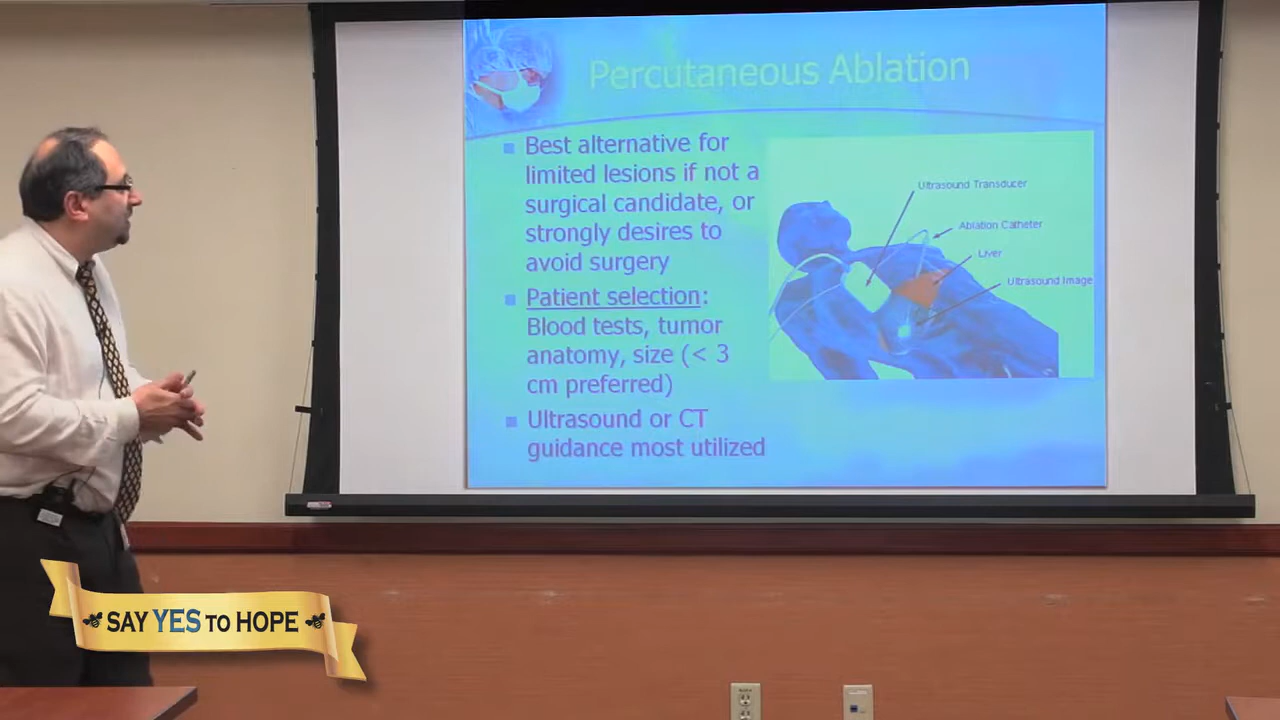 Percutaneous Ablation
Best alternative for
limited lesions if not a
surgical candidate, or
strongly desires to
avoid surgery
Patient selection:
Blood tests, tumor
anatomy, size (< 3
cm preferred)
Ultrasound or CT
guidance most utilized
Ultrasound Transducer
Ablation Catheter
Liver
Ultrasound Image
SAY YES TO HOPE